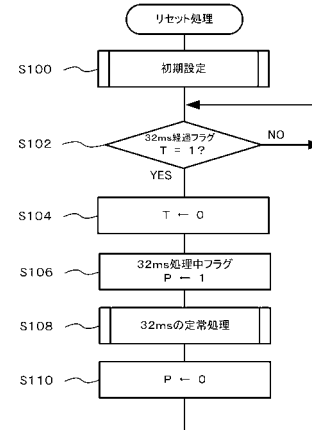 リセット処理
S100
初期設定
S102
32ms経過フラグ
T = 1?
NO
YES
S104
T ← 0
S106
32ms処理中フラグ
P ← 1
S108
32msの定常処理
S110
P ← 0